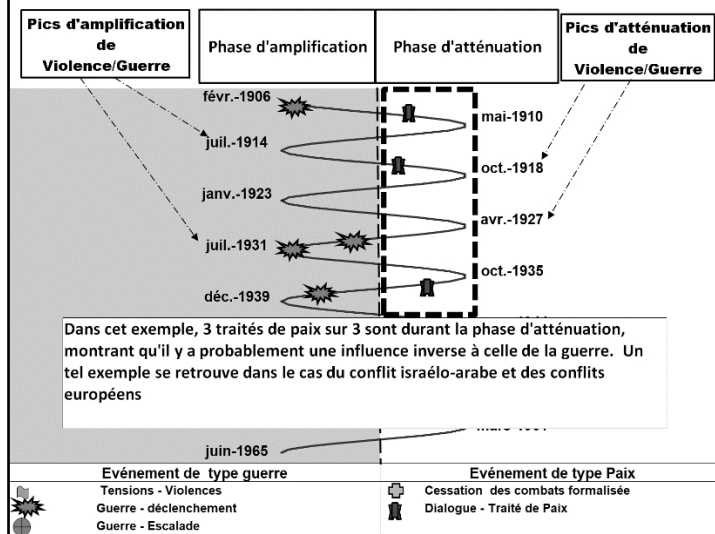 Pics d'amplification
de
Violence/Guerre
Phase d'amplification
Phase d'atténuation
Pics d'atténuation
de
Violence/Guerre
févr.-1906
mai-1910
juil.-1914
oct.-1918
janv.-1923
avr.-1927
juil.-1931
oct.-1935
déc.-1939
Dans cet exemple, 3 traités de paix sur 3 sont durant la phase d'atténuation,
montrant qu'il y a probablement une influence inverse à celle de la guerre. Un
tel exemple se retrouve dans le cas du conflit israélo-arabe et des conflits
européens
juin-1965
Evénement de type guerre
Evénement de type Paix
Tensions - Violences
Cessation des combats formalisée
Guerre - déclenchement
Dialogue - Traité de Paix
Guerre - Escalade